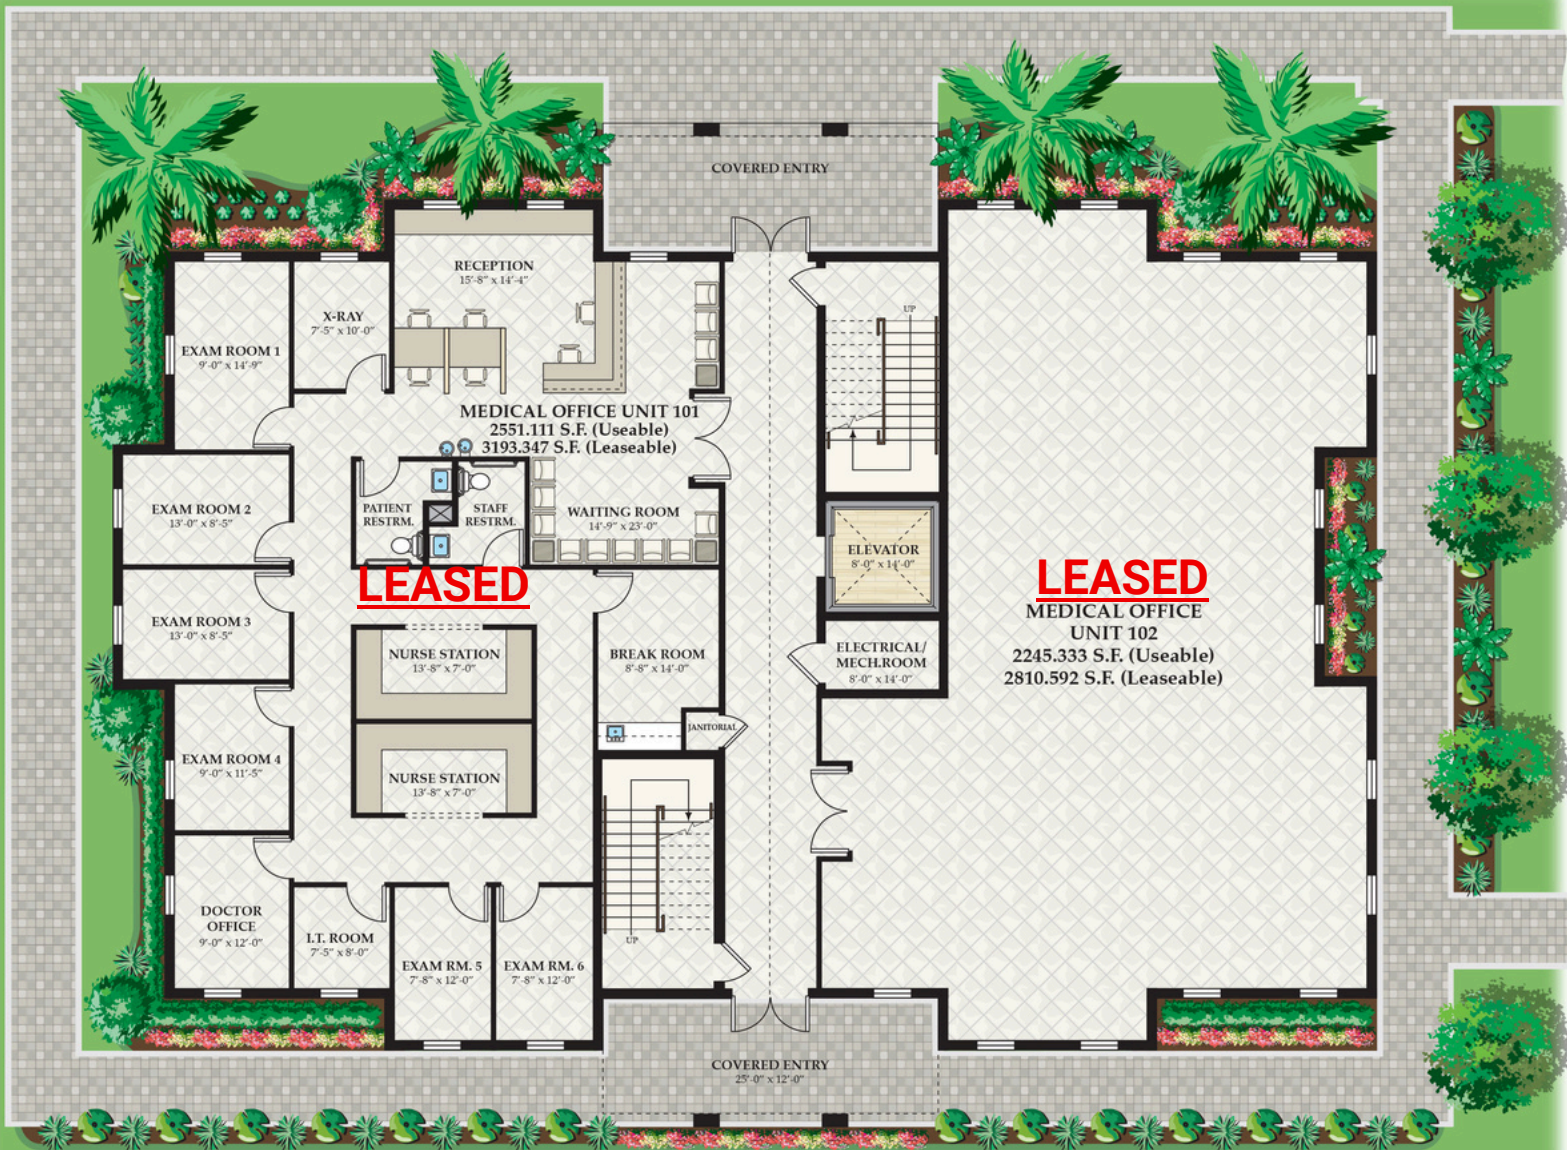 COVERED ENTRY
RECEPTION
15'-8" x 14'-4"
X-RAY
7'-5" x 10'-0"
UP
EXAM ROOM 1
9'-0" x 14'-9"
MEDICAL OFFICE UNIT 101
2551.111 S.F. (Useable)
3193.347 S.F. (Leaseable)
EXAM ROOM 2
13'-0" x 8'-5"
PATIENT
RESTRM.
STAFF
RESTRM.
WAITING ROOM
14'-9" x 23'-0"
ELEVATOR
8'-0" x 14'-0"
LEASED
LEASED
MEDICAL OFFICE
UNIT 102
2245.333 S.F. (Useable)
2810.592 S.F. (Leaseable)
EXAM ROOM 3
13'-0" x 8'-5"
NURSE STATION
13'-8" x 7'-0"
BREAK ROOM
8'-8" x 14'-0"
ELECTRICAL/
MECH.ROOM
8'-0" x 14'-0"
JANITORIAL
EXAM ROOM 4
9'-0" x 11'-5"
NURSE STATION
13'-8" x 7'-0"
DOCTOR
OFFICE
9'-0" x 12'-0"
I.T. ROOM
7'-5" x 8'-0"
UP
EXAM RM. 5
7'-8" x 12'-0"
EXAM RM. 6
7'-8" x 12'-0"
COVERED ENTRY
25'-0" x 12'-0"